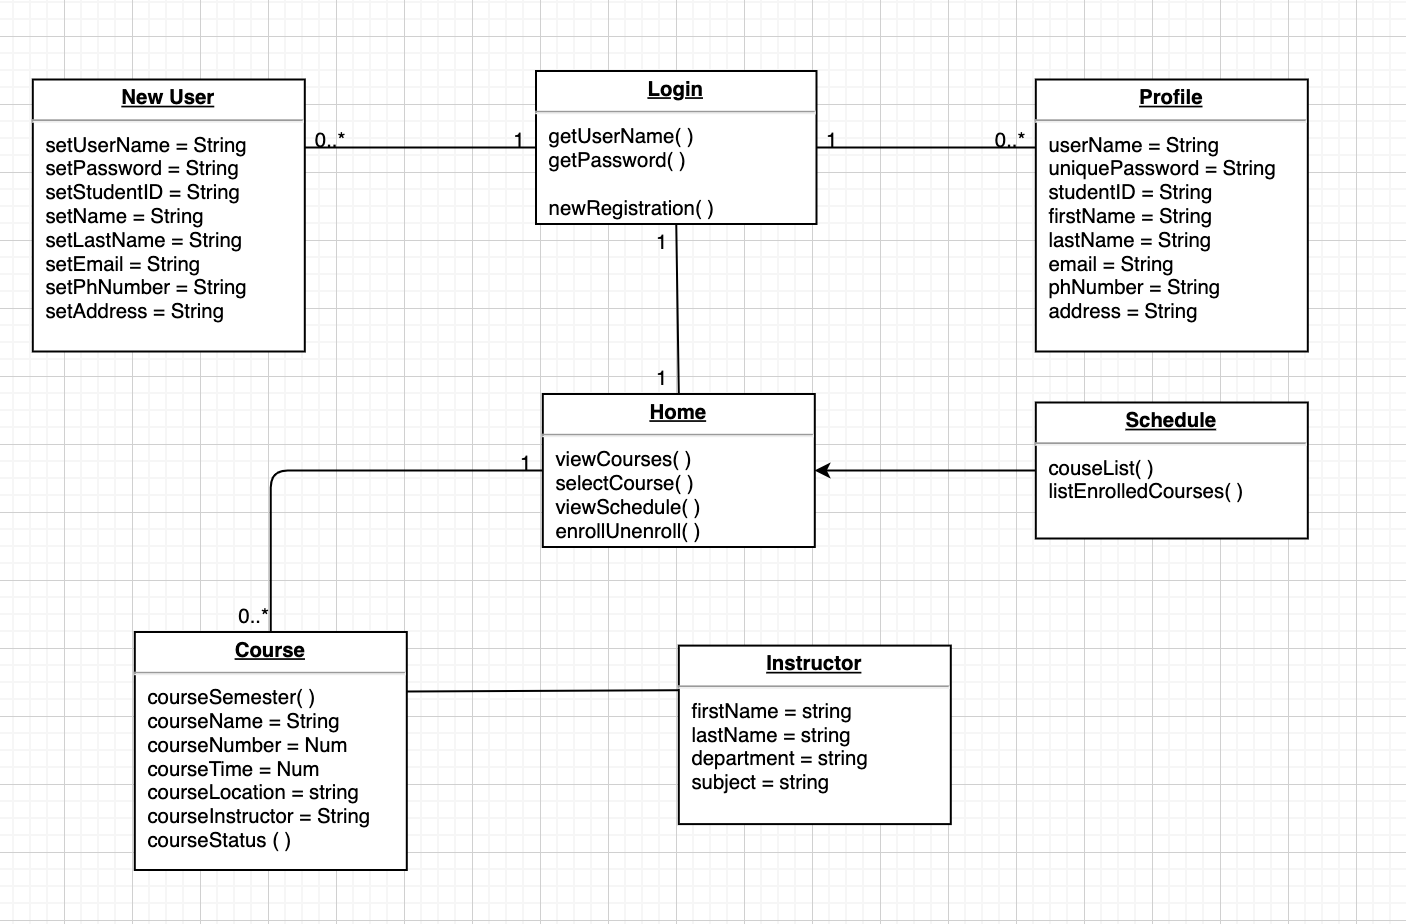 New User
setUserName = String
setPassword = String
setStudentID = String
setName = String
setLastName = String
setEmail = String
setPhNumber = String
setAddress = String
0..*
1
Login
getUserName( )
getPassword( )
newRegistration( )
1
0..*
Profile
userName = String
uniquePassword = String
studentID = String
firstName = String
lastName = String
email = String
phNumber = String
address = String
1
1
Home
viewCourses( )
selectCourse( )
viewSchedule( )
enrollUnenroll( )
Schedule
couseList( )
listEnrolledCourses( )
1
0..*
Course
courseSemester( )
courseName = String
courseNumber = Num
courseTime = Num
courseLocation = string
courseInstructor = String
courseStatus ( )
Instructor
firstName = string
lastName = string
department = string
subject = string